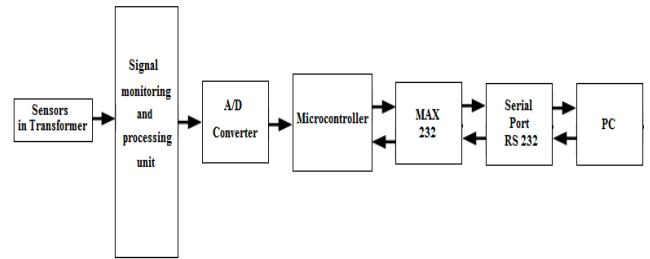 Sensors
in Transformer
Signal
monitoring
and
processing
unit
A/D
Converter
Microcontroller
MAX
232
Serial
Port
RS 232
PC